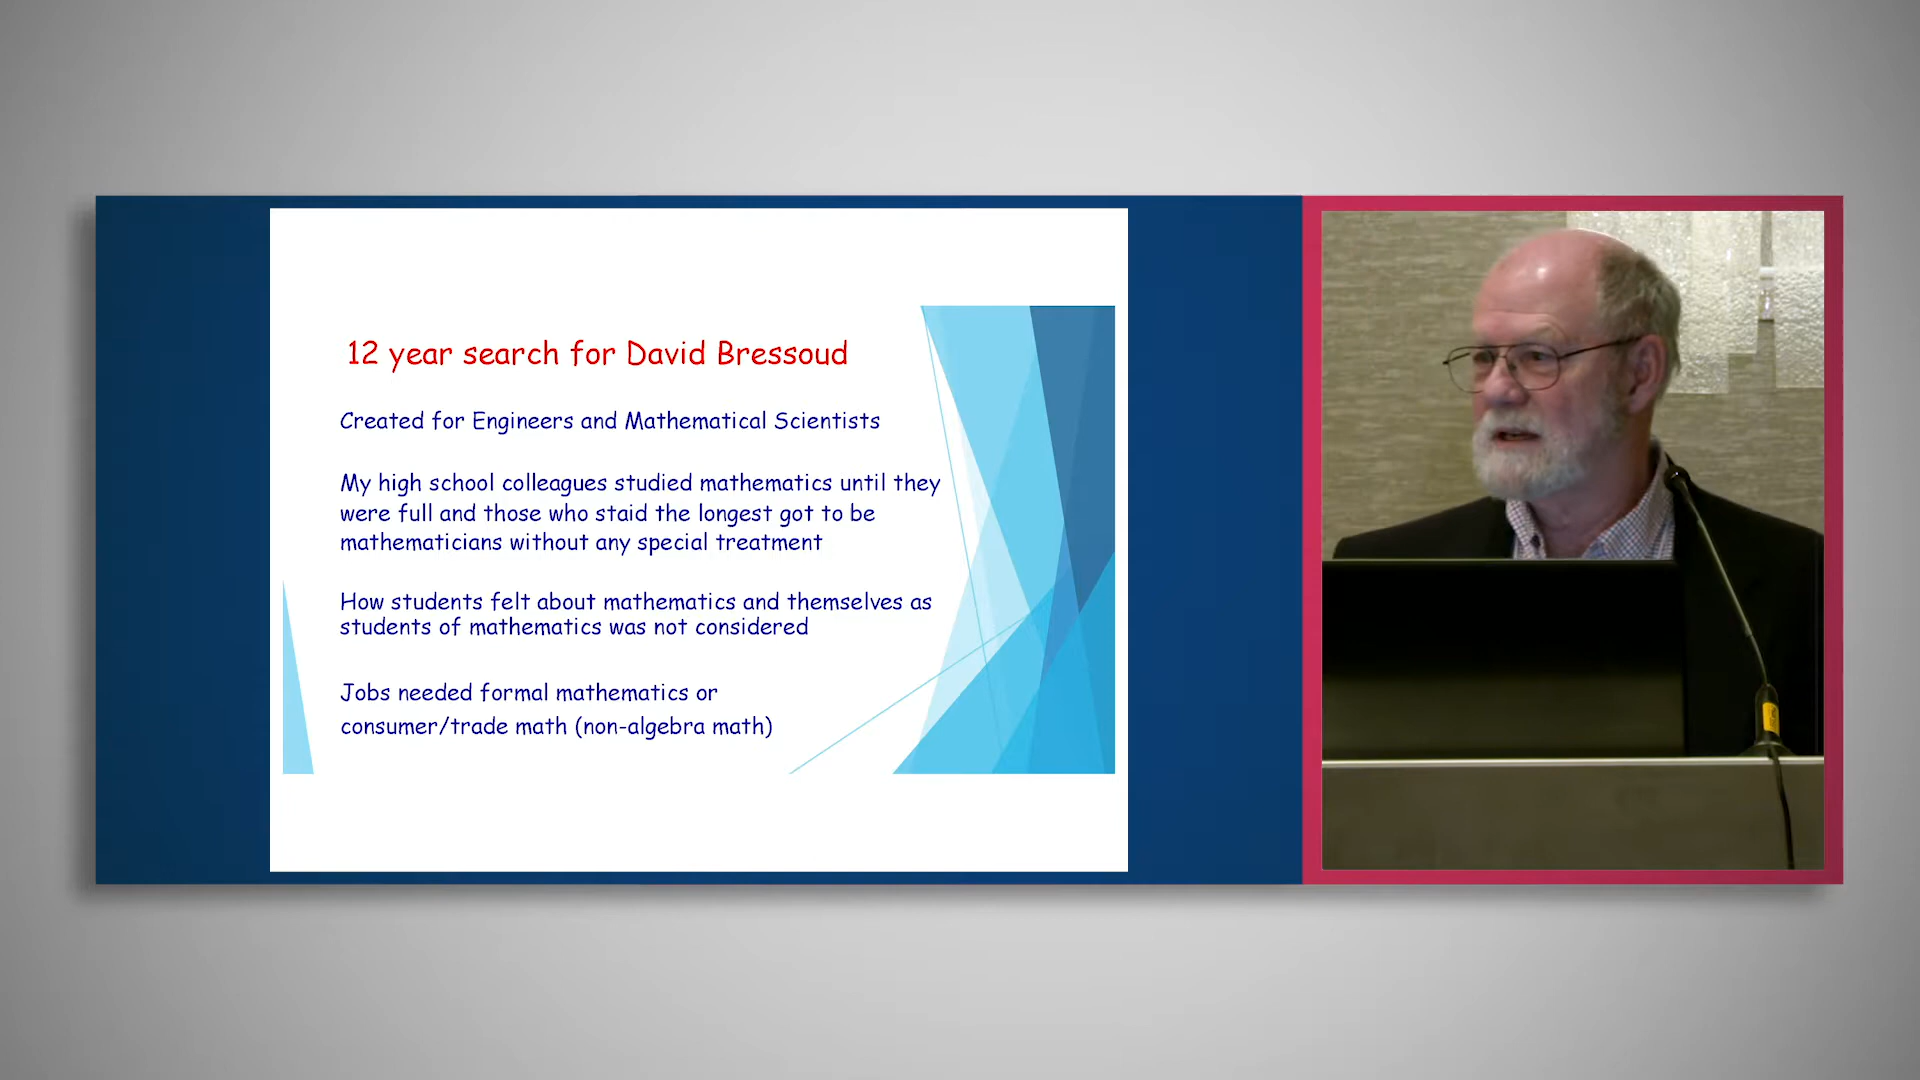 12 year search for David Bressoud
Created for Engineers and Mathematical Scientists
My high school colleagues studied mathematics until they
were full and those who staid the longest got to be
mathematicians without any special treatment
How students felt about mathematics and themselves as
students of mathematics was not considered
Jobs needed formal mathematics or
consumer/trade math (non-algebra math)